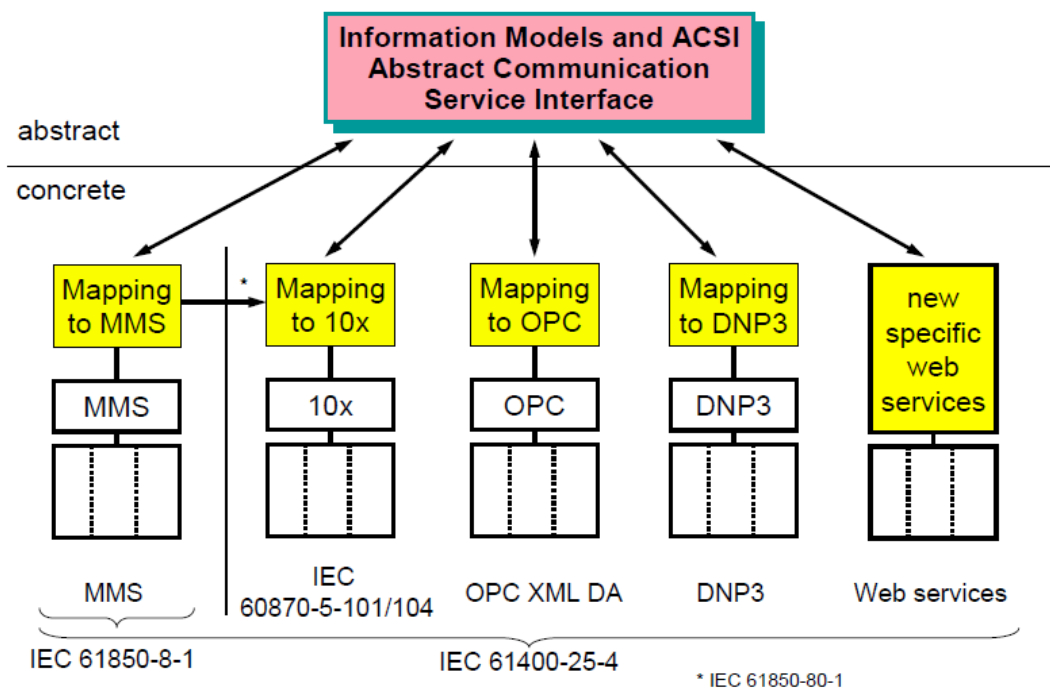 Information Models and ACSI
Abstract Communication
Service Interface
abstract
concrete
Mapping
to MMS
*
Mapping
to 10x
Mapping
to OPC
Mapping
to DNP3
new
specific
web
services
MMS
10x
OPC
DNP3
MMS
IEC
60870-5-101/104
OPC XML DA
DNP3
Web services
IEC 61850-8-1
IEC 61400-25-4
* IEC 61850-80-1